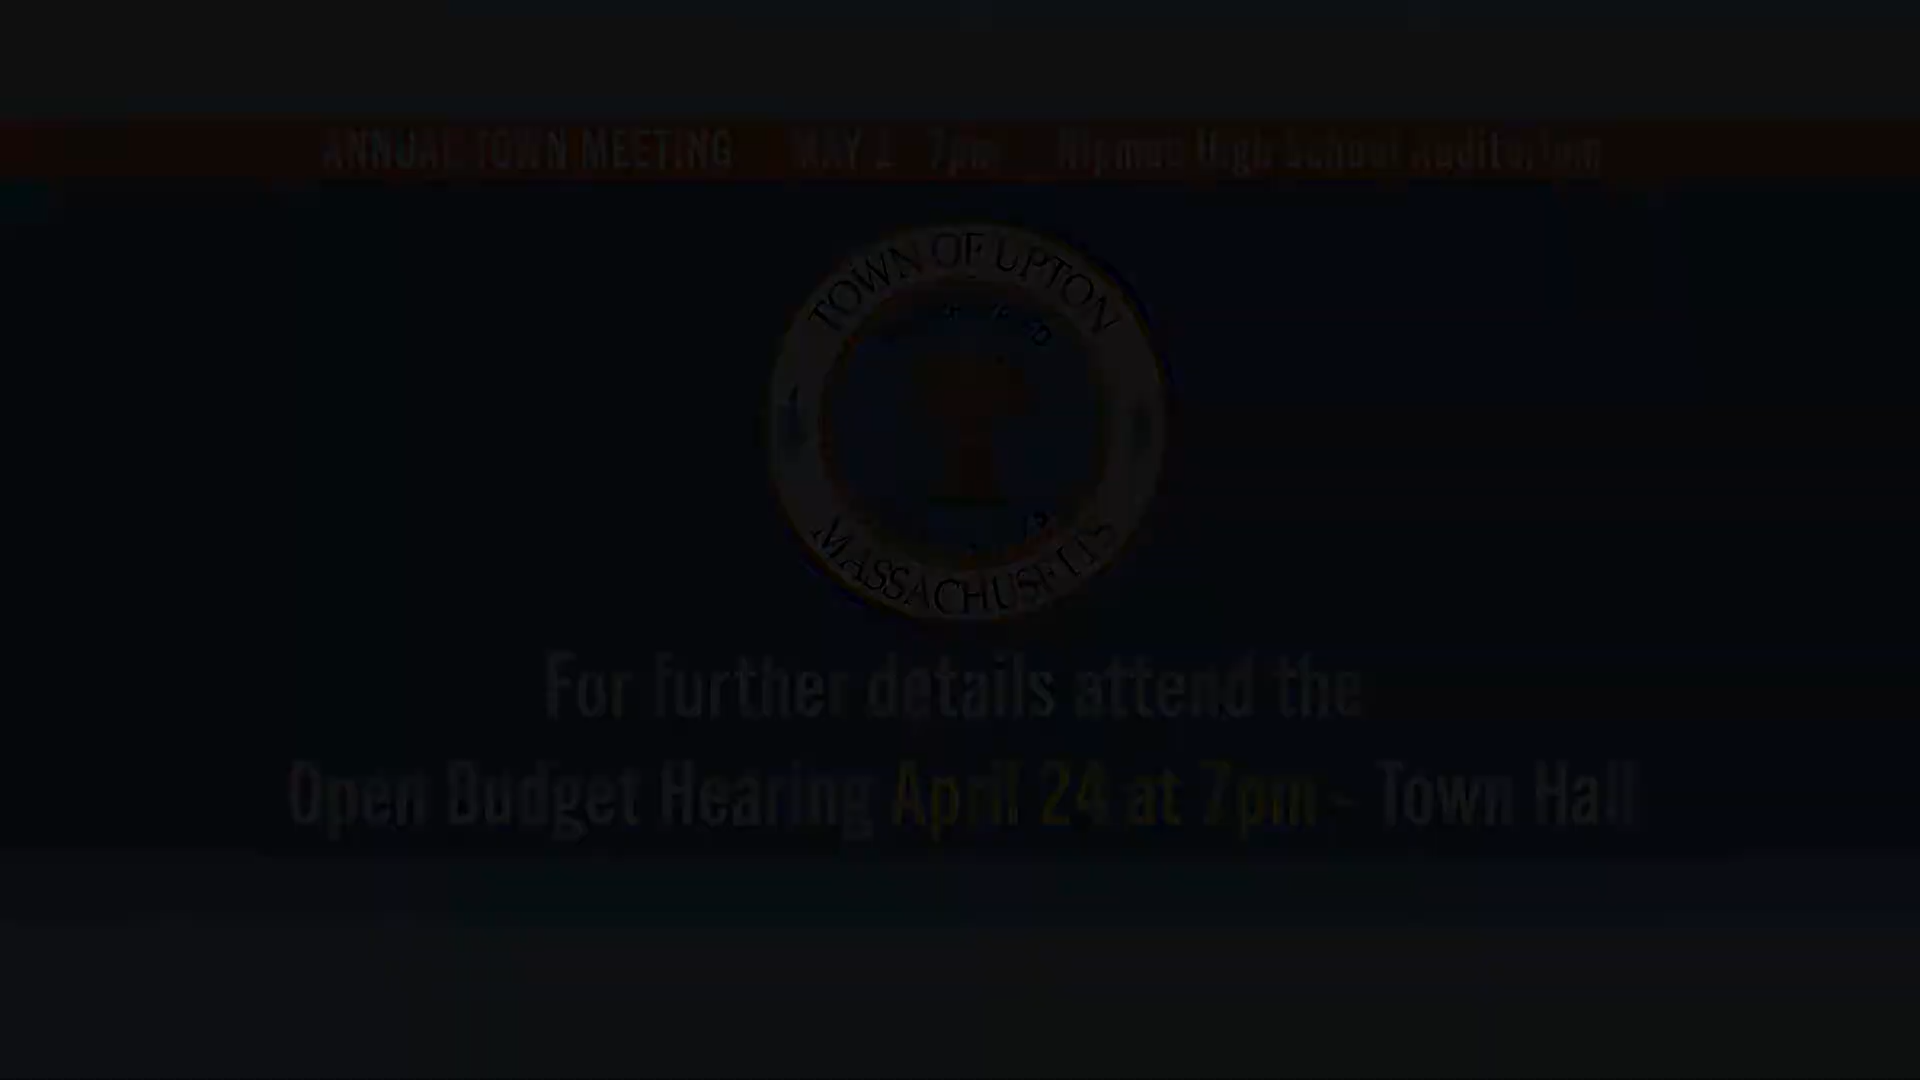 ANNUAL TOWN MEETING MAY 1 7pm Nipmuc High School Auditorium
TOWN OF UPTON
MASSACHUSETTS
For further details attend the
Open Budget Hearing April 24 at 7pm - Town Hall